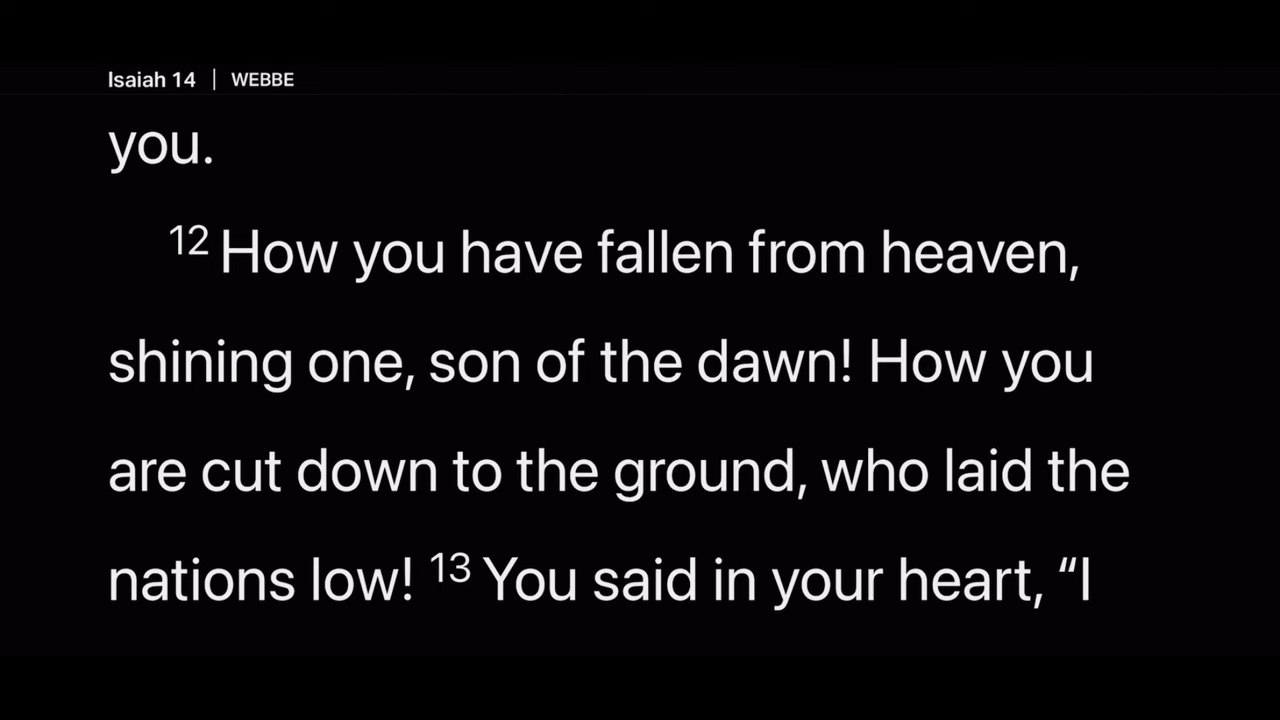 Isaiah 14 | WEBBE
you.
12 How you have fallen from heaven,
shining one, son of the dawn! How you
are cut down to the ground, who laid the
nations low! 13 You said in your heart, “I